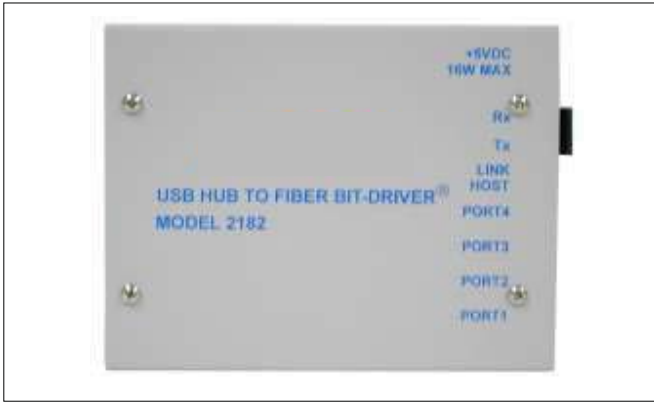 +5VDC
16W MAX
Rx
Tx
LINK
HOST
USB HUB TO FIBER BIT-DRIVER®
MODEL 2182
PORT4
PORT3
PORT2
PORT1